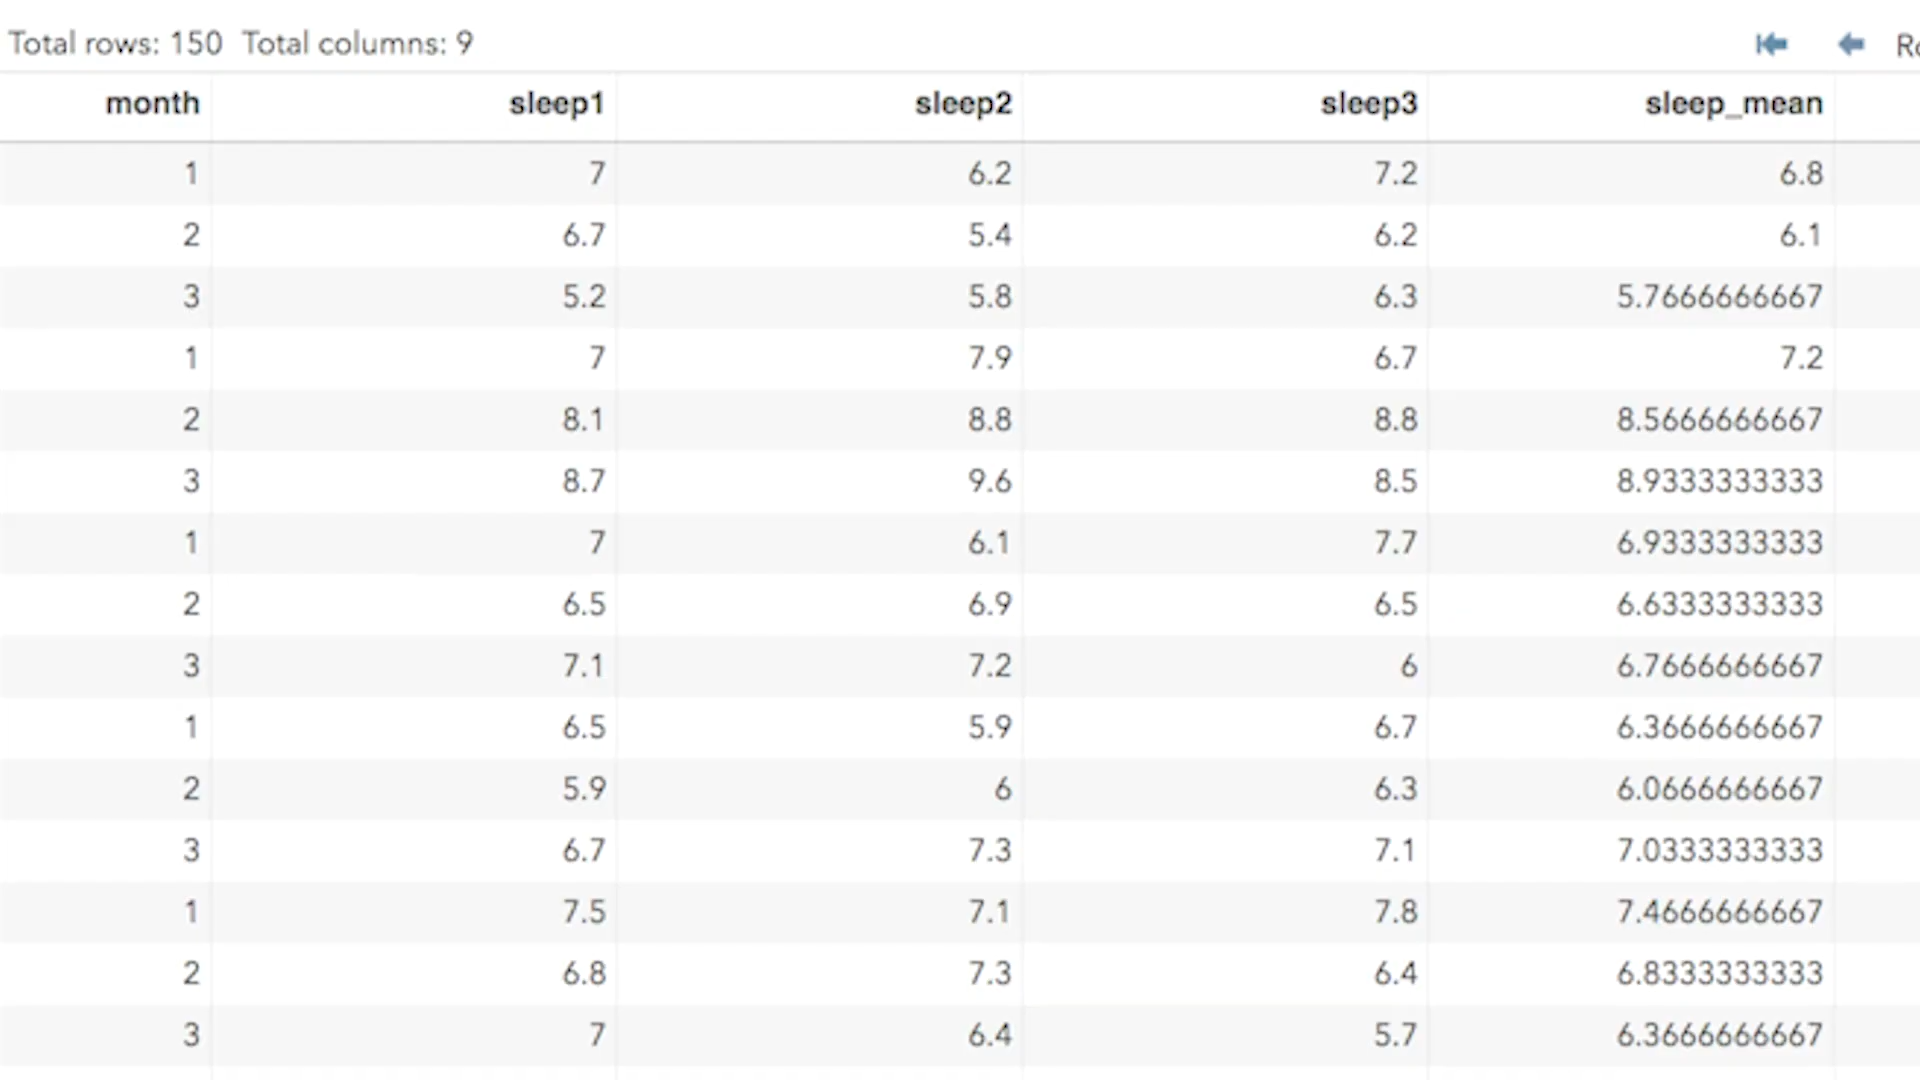 Total rows: 150 Total columns: 9
month sleep1 sleep2 sleep3 sleep_mean
1 7 6.2 7.2 6.8
2 6.7 5.4 6.2 6.1
3 5.2 5.8 6.3 5.7666666667
1 7 7.9 6.7 7.2
2 8.1 8.8 8.8 8.5666666667
3 8.7 9.6 8.5 8.9333333333
1 7 6.1 7.7 6.9333333333
2 6.5 6.9 6.5 6.6333333333
3 7.1 7.2 6 6.7666666667
1 6.5 5.9 6.7 6.3666666667
2 5.9 6 6.3 6.0666666667
3 6.7 7.3 7.1 7.0333333333
1 7.5 7.1 7.8 7.4666666667
2 6.8 7.3 6.4 6.8333333333
3 7 6.4 5.7 6.3666666667